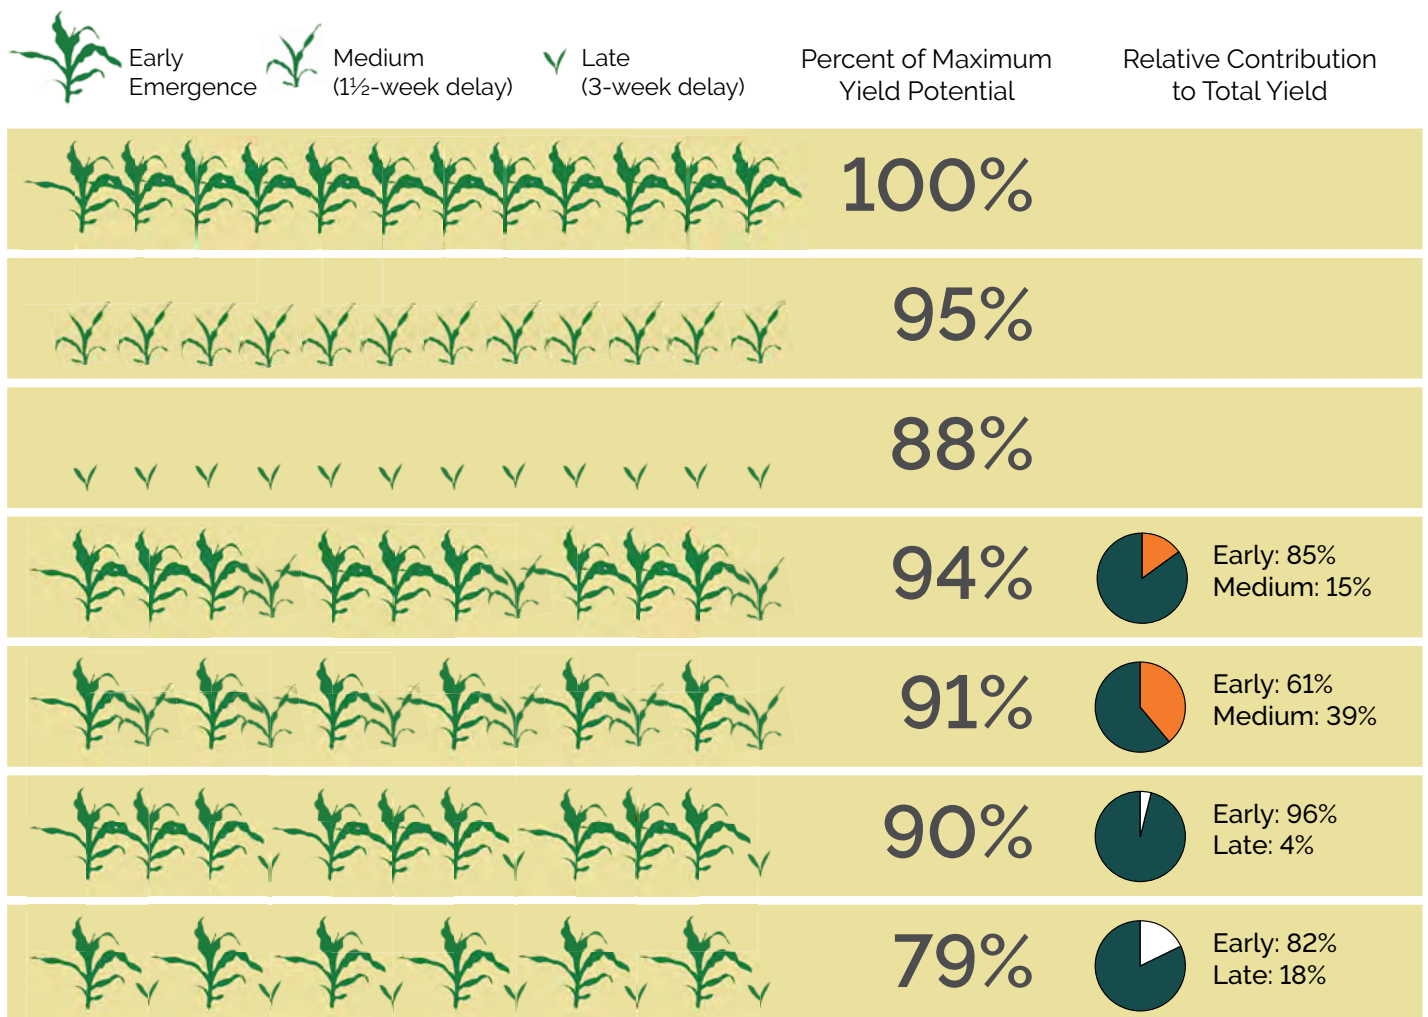 Early
Emergence
Medium
(1½-week delay)
Late
(3-week delay)
Percent of Maximum
Yield Potential
Relative Contribution
to Total Yield
100%
95%
88%
94%
Early: 85%
Medium: 15%
91%
Early: 61%
Medium: 39%
90%
Early: 96%
Late: 4%
79%
Early: 82%
Late: 18%